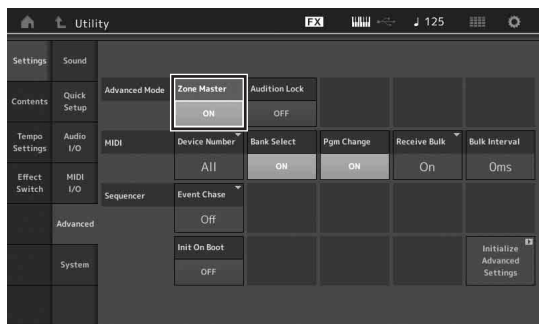 Utility FX ♩ 125
Settings Sound
Contents Quick Setup
Advanced Mode Zone Master ON Audition Lock OFF
Tempo Settings Audio I/O
MIDI Device Number All Bank Select ON Pgm Change ON Receive Bulk On Bulk Interval 0ms
Effect Switch MIDI I/O
Sequencer Event Chase Off
Advanced
Init On Boot OFF
System
Initialize Advanced Settings